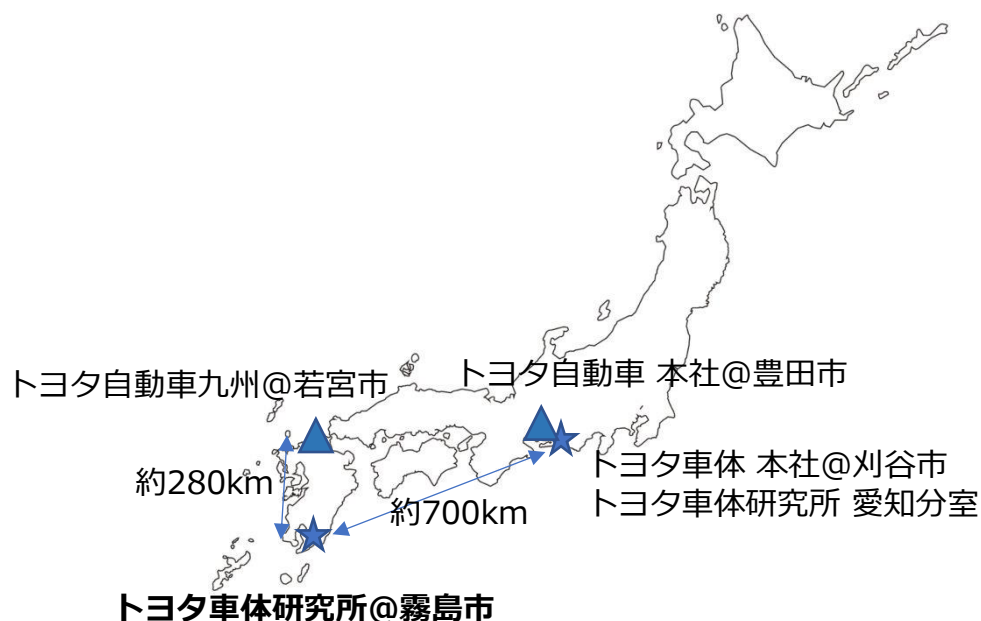 トヨタ自動車九州@若宮市
トヨタ自動車 本社@豊田市
約280km
約700km
トヨタ車体 本社@刈谷市
トヨタ車体研究所 愛知分室
トヨタ車体研究所@霧島市